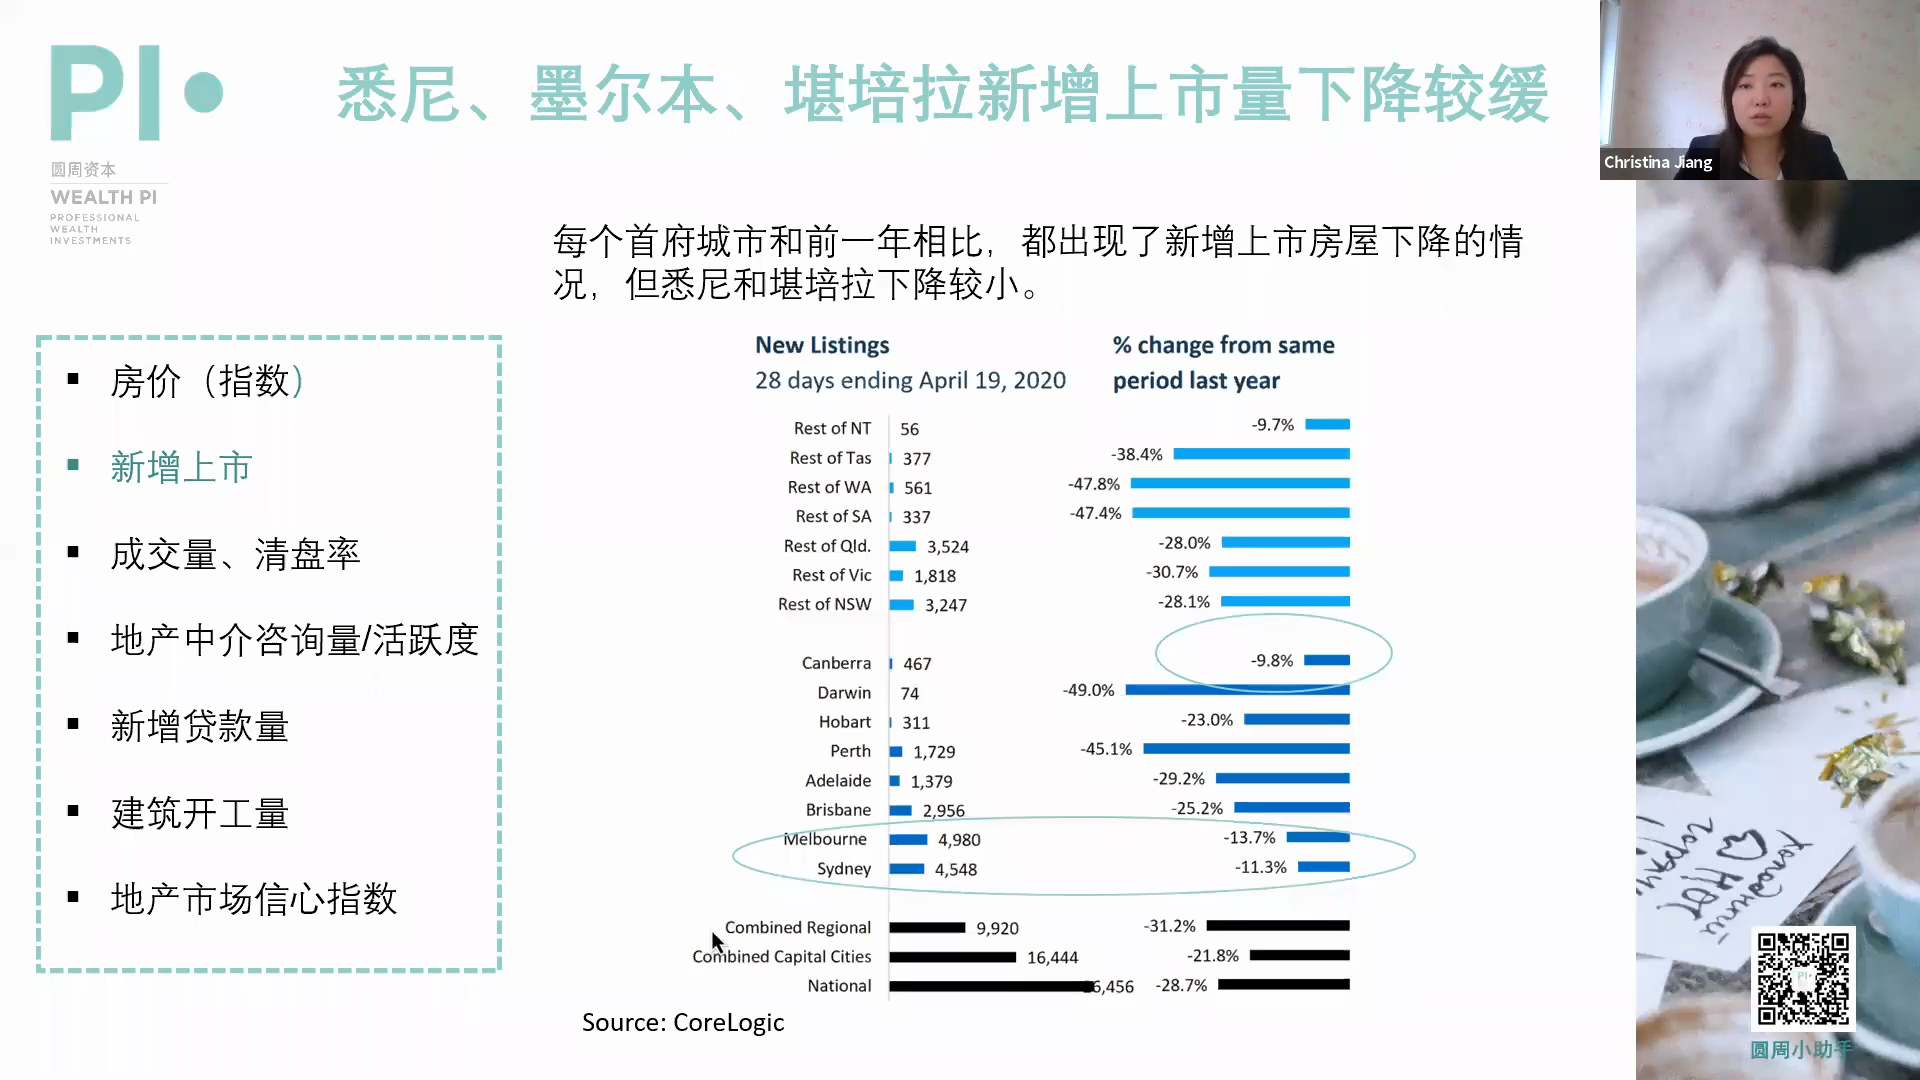 PI
悉尼、墨尔本、堪培拉新增上市量下降较缓
Christina Jiang
圆周资本
WEALTH PI
PROFESSIONAL
WEALTH
INVESTMENTS
每个首府城市和前一年相比，都出现了新增上市房屋下降的情
况，但悉尼和堪培拉下降较小。
房价（指数）
新增上市
成交量、清盘率
地产中介咨询量/活跃度
新增贷款量
建筑开工量
地产市场信心指数
New Listings
28 days ending April 19, 2020
% change from same
period last year
Rest of NT 56 -9.7%
Rest of Tas 377 -38.4%
Rest of WA 561 -47.8%
Rest of SA 337 -47.4%
Rest of Qld. 3,524 -28.0%
Rest of Vic 1,818 -30.7%
Rest of NSW 3,247 -28.1%
Canberra 467 -9.8%
Darwin 74 -49.0%
Hobart 311 -23.0%
Perth 1,729 -45.1%
Adelaide 1,379 -29.2%
Brisbane 2,956 -25.2%
Melbourne 4,980 -13.7%
Sydney 4,548 -11.3%
Combined Regional 9,920 -31.2%
Combined Capital Cities 16,444 -21.8%
National 6,456 -28.7%
Source: CoreLogic
圆周小助手